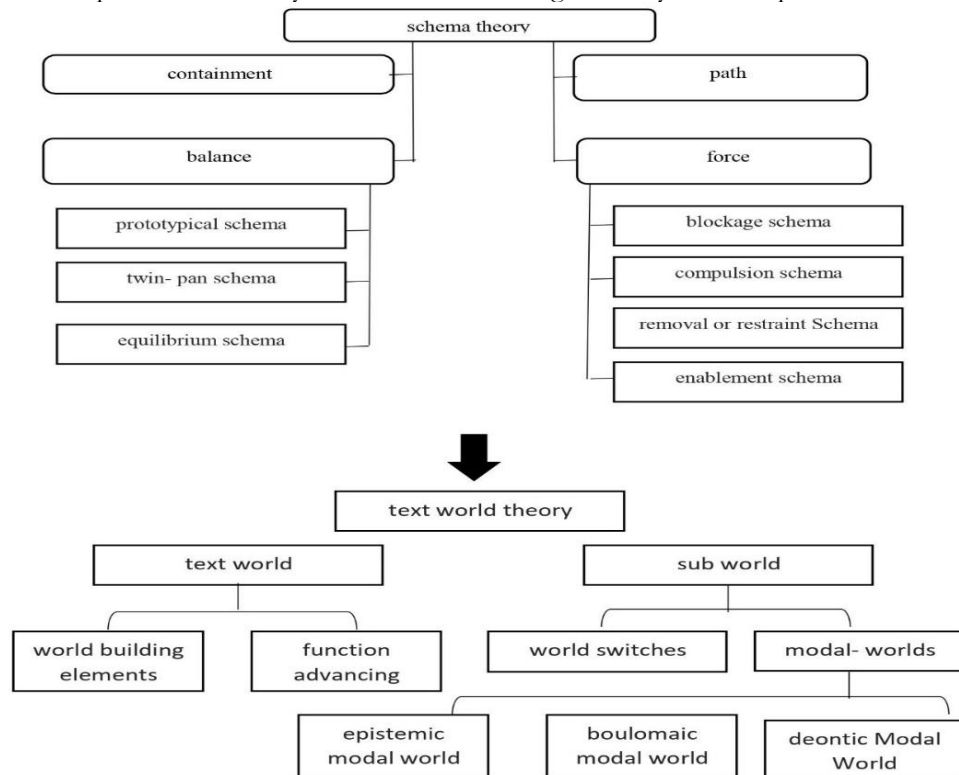 schema theory
containment
path
balance
force
prototypical schema
blockage schema
twin- pan schema
compulsion schema
equilibrium schema
removal or restraint Schema
enablement schema
text world theory
text world
sub world
world building
elements
function
advancing
world switches
modal- worlds
epistemic
modal world
boulomaic
modal world
deontic Modal
World